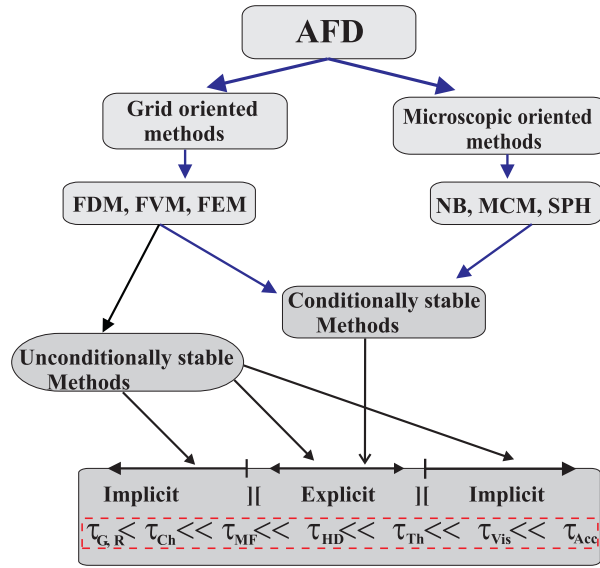 AFD
Grid oriented
methods
Microscopic oriented
methods
FDM, FVM, FEM
NB, MCM, SPH
Conditionally stable
Methods
Unconditionally stable
Methods
Implicit ][ Explicit ][ Implicit
τG, R < τCh << τMF << τHD << τTh << τVis << τAcc